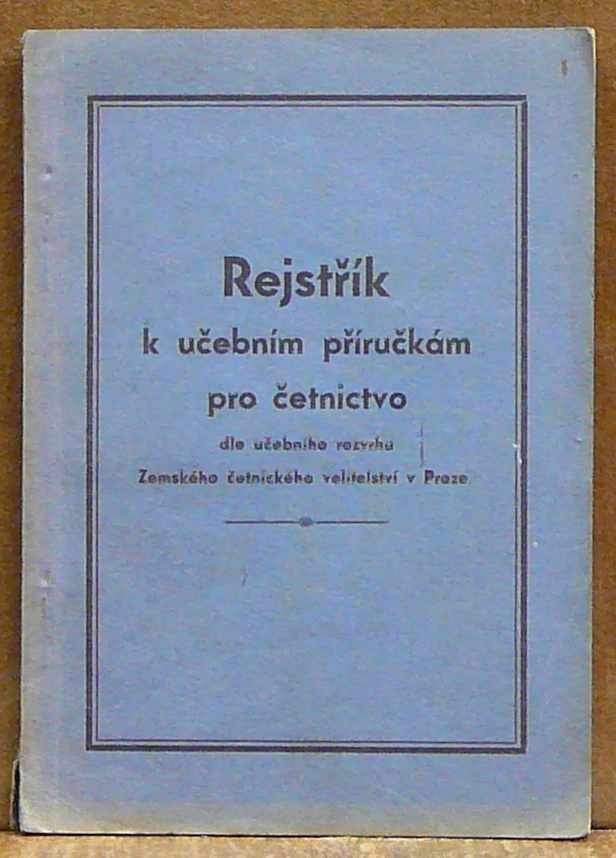 Rejstřík
k učebním příručkám
pro četnictvo
dle učebního rozvrhu
Zemského četnického velitelství v Praze